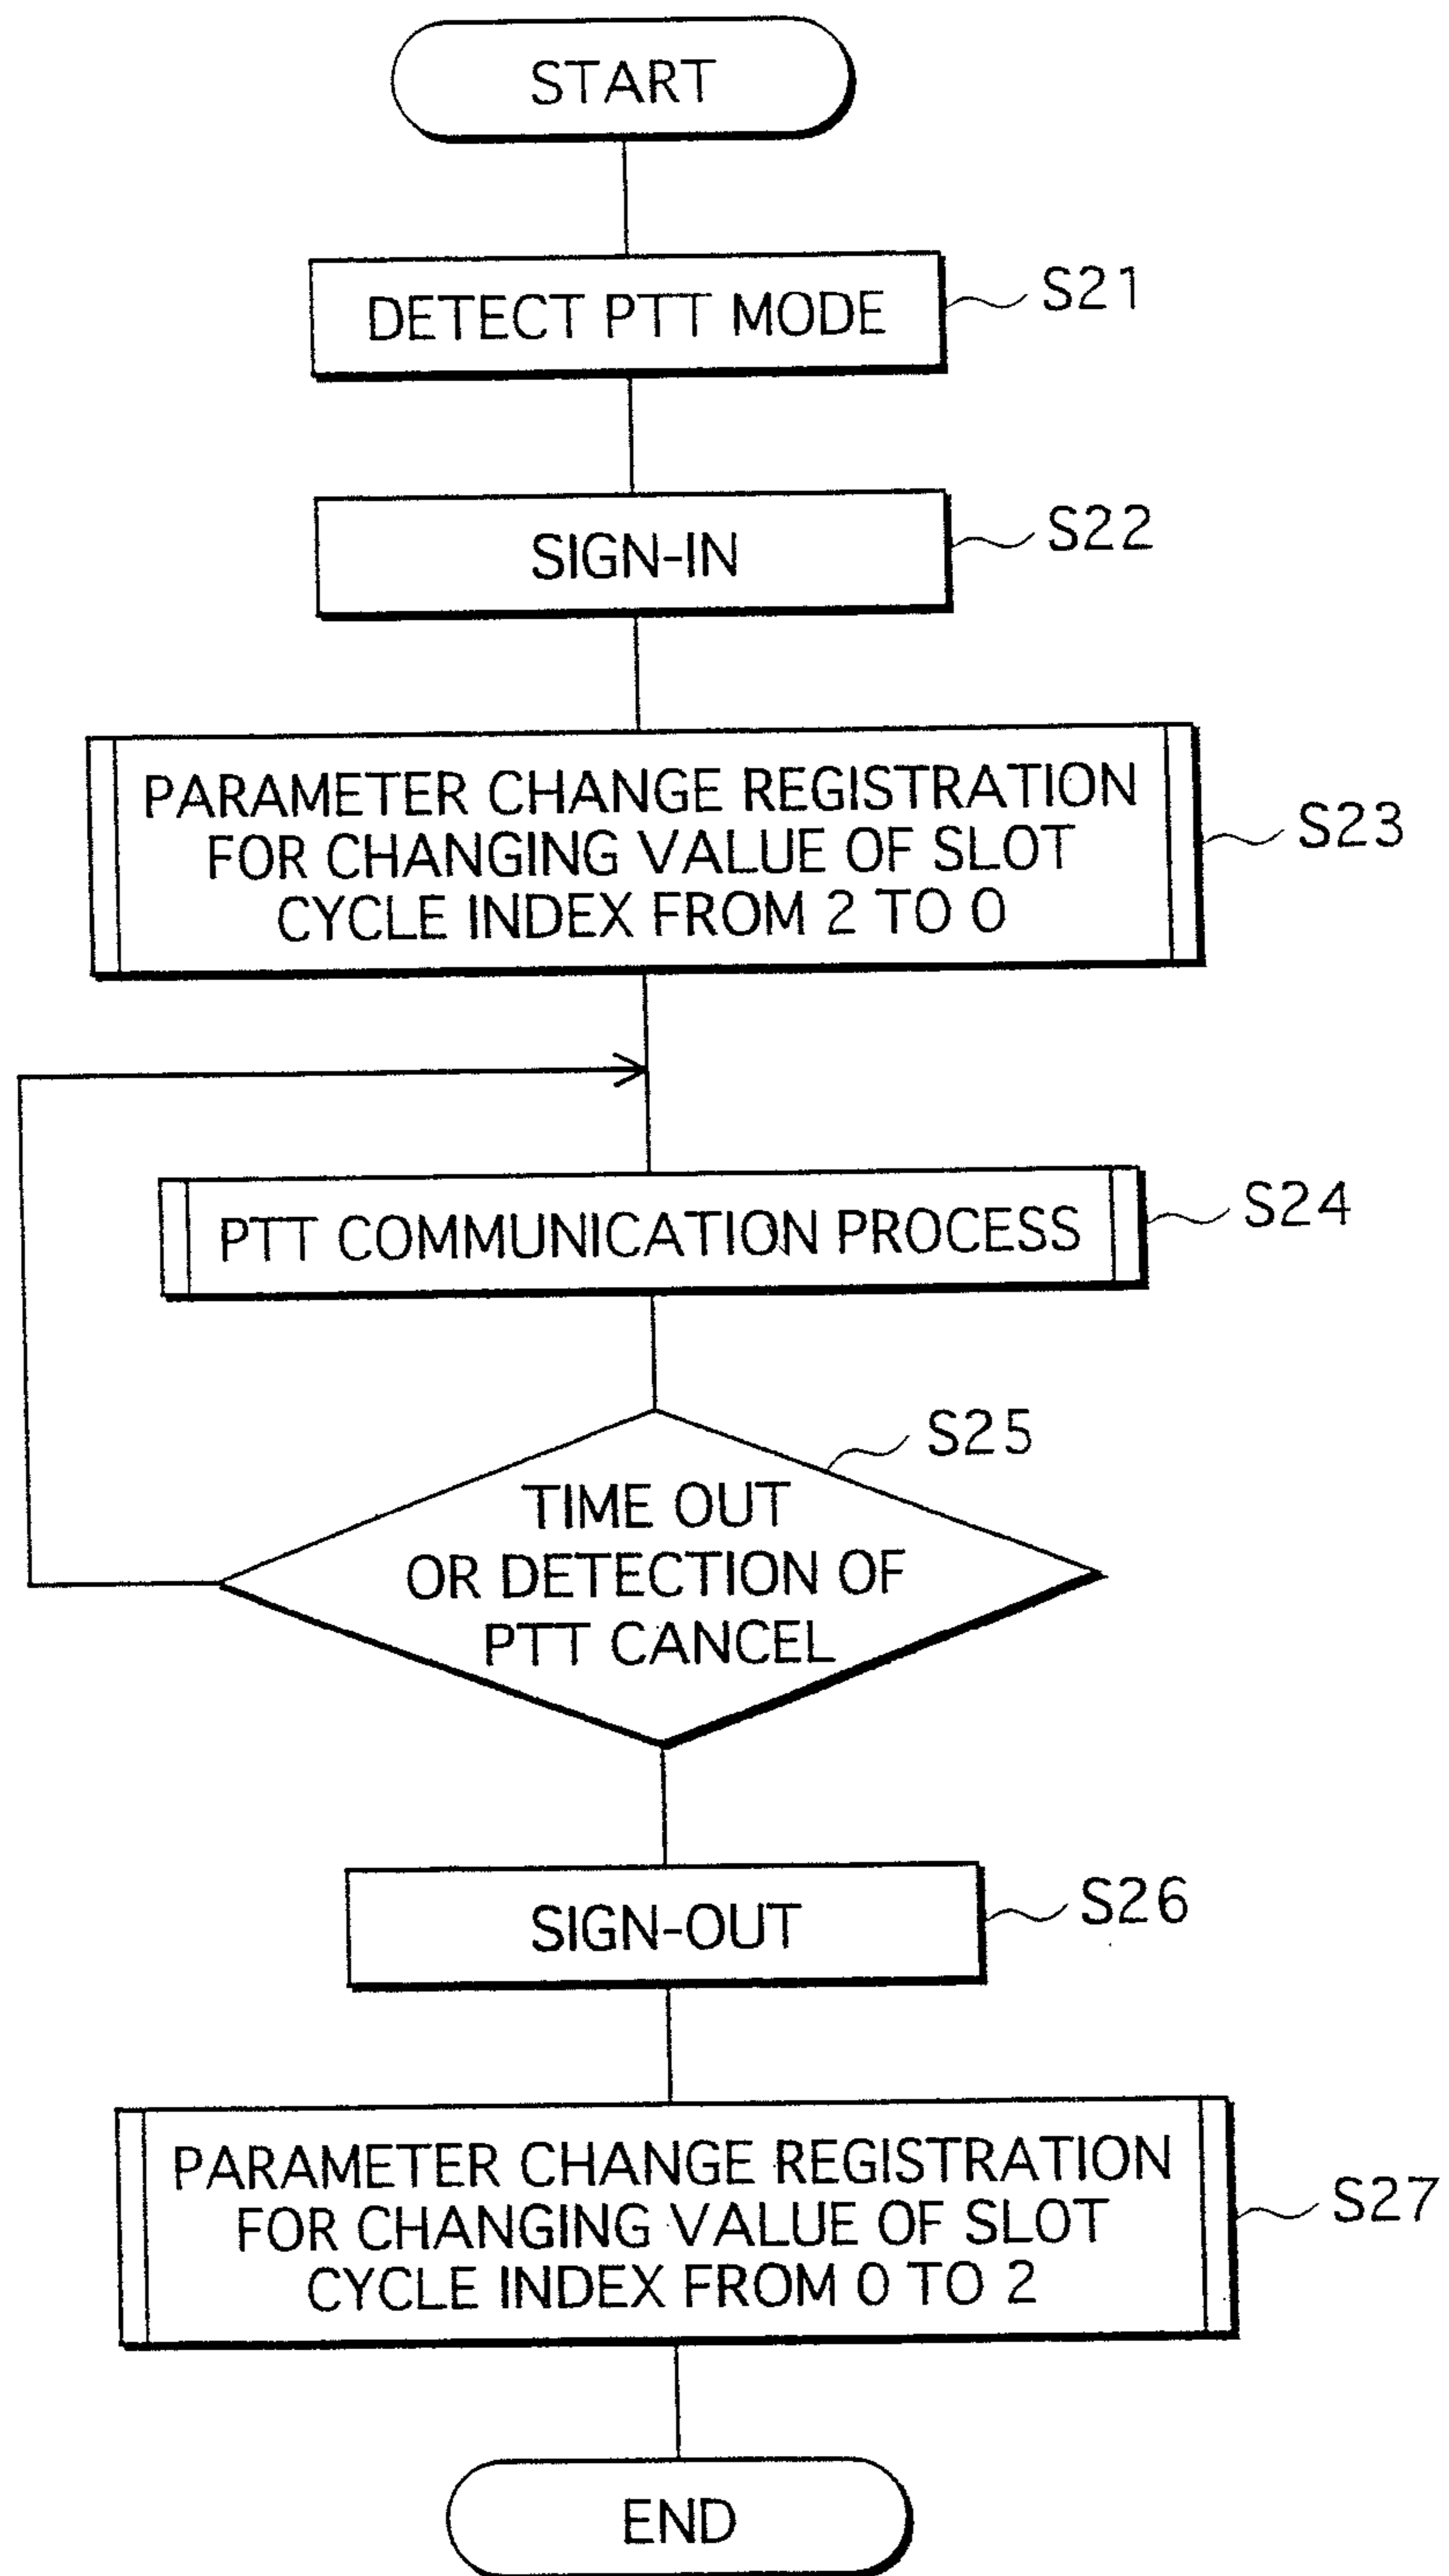 START
DETECT PTT MODE
S21
SIGN-IN
S22
PARAMETER CHANGE REGISTRATION
FOR CHANGING VALUE OF SLOT
CYCLE INDEX FROM 2 TO 0
S23
PTT COMMUNICATION PROCESS
S24
S25
TIME OUT
OR DETECTION OF
PTT CANCEL
SIGN-OUT
S26
PARAMETER CHANGE REGISTRATION
FOR CHANGING VALUE OF SLOT
CYCLE INDEX FROM 0 TO 2
S27
END